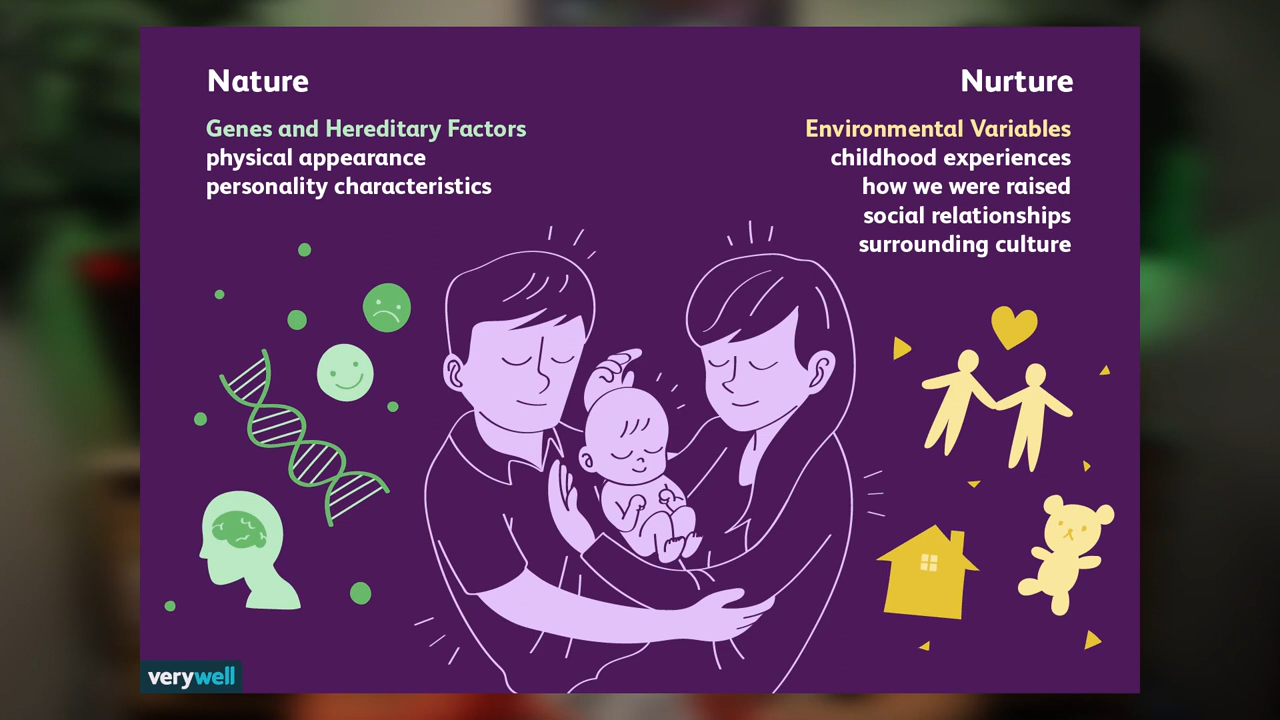 Nature
Genes and Hereditary Factors
physical appearance
personality characteristics
Nurture
Environmental Variables
childhood experiences
how we were raised
social relationships
surrounding culture
verywell